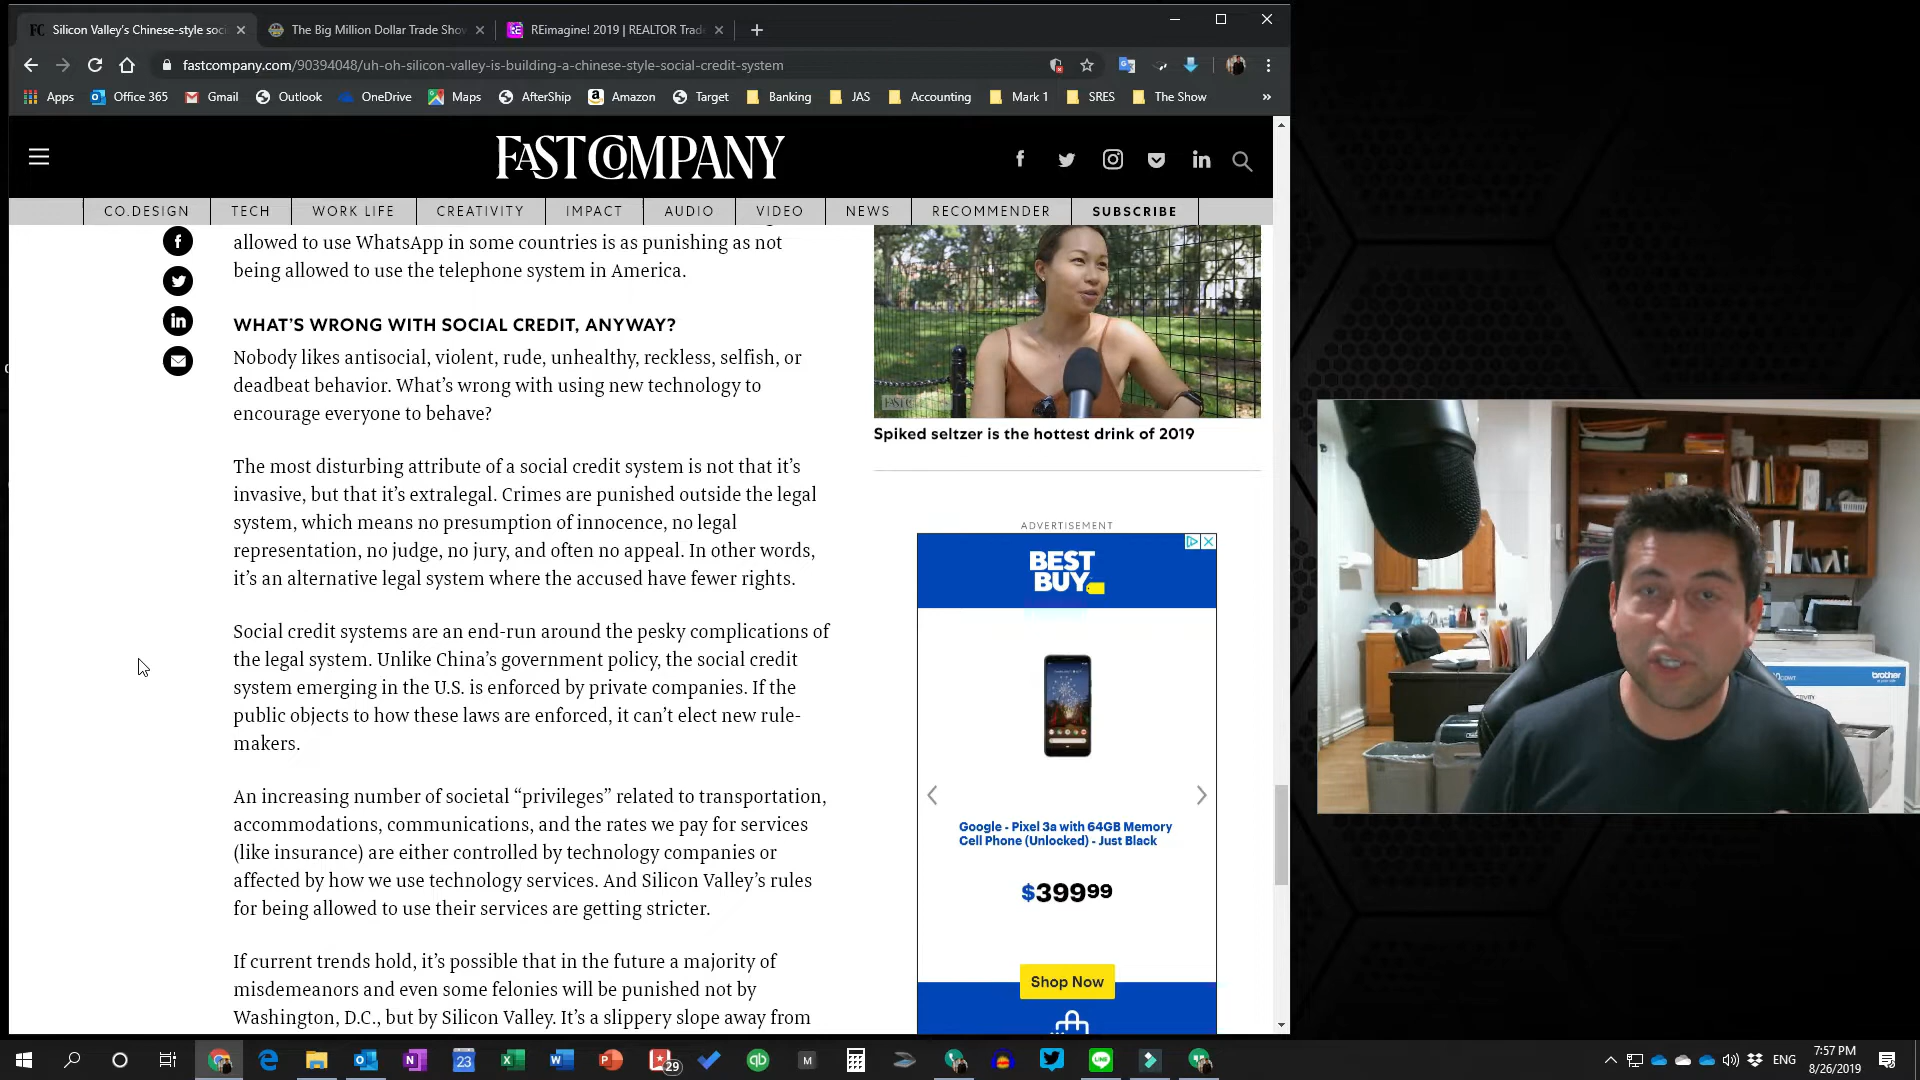 FC Silicon Valley's Chinese-style soci
The Big Million Dollar Trade Show
RE REimagine! 2019 | REALTOR Trade
fastcompany.com/90394048/uh-oh-silicon-valley-is-building-a-chinese-style-social-credit-system
Apps Office 365 Gmail Outlook OneDrive Maps AfterShip Amazon Target Banking JAS Accounting Mark 1 SRES The Show »
FAST COMPANY
CO.DESIGN TECH WORK LIFE CREATIVITY IMPACT AUDIO VIDEO NEWS RECOMMENDER SUBSCRIBE
allowed to use WhatsApp in some countries is as punishing as not
being allowed to use the telephone system in America.
WHAT'S WRONG WITH SOCIAL CREDIT, ANYWAY?
Nobody likes antisocial, violent, rude, unhealthy, reckless, selfish, or
deadbeat behavior. What's wrong with using new technology to
encourage everyone to behave?
The most disturbing attribute of a social credit system is not that it's
invasive, but that it's extralegal. Crimes are punished outside the legal
system, which means no presumption of innocence, no legal
representation, no judge, no jury, and often no appeal. In other words,
it's an alternative legal system where the accused have fewer rights.
Social credit systems are an end-run around the pesky complications of
the legal system. Unlike China's government policy, the social credit
system emerging in the U.S. is enforced by private companies. If the
public objects to how these laws are enforced, it can't elect new rule-
makers.
An increasing number of societal “privileges” related to transportation,
accommodations, communications, and the rates we pay for services
(like insurance) are either controlled by technology companies or
affected by how we use technology services. And Silicon Valley's rules
for being allowed to use their services are getting stricter.
If current trends hold, it's possible that in the future a majority of
misdemeanors and even some felonies will be punished not by
Washington, D.C., but by Silicon Valley. It's a slippery slope away from
Spiked seltzer is the hottest drink of 2019
ADVERTISEMENT
BEST
BUY
Google - Pixel 3a with 64GB Memory
Cell Phone (Unlocked) - Just Black
$39999
Shop Now
brother
29
23
M
ENG
7:57 PM
8/26/2019